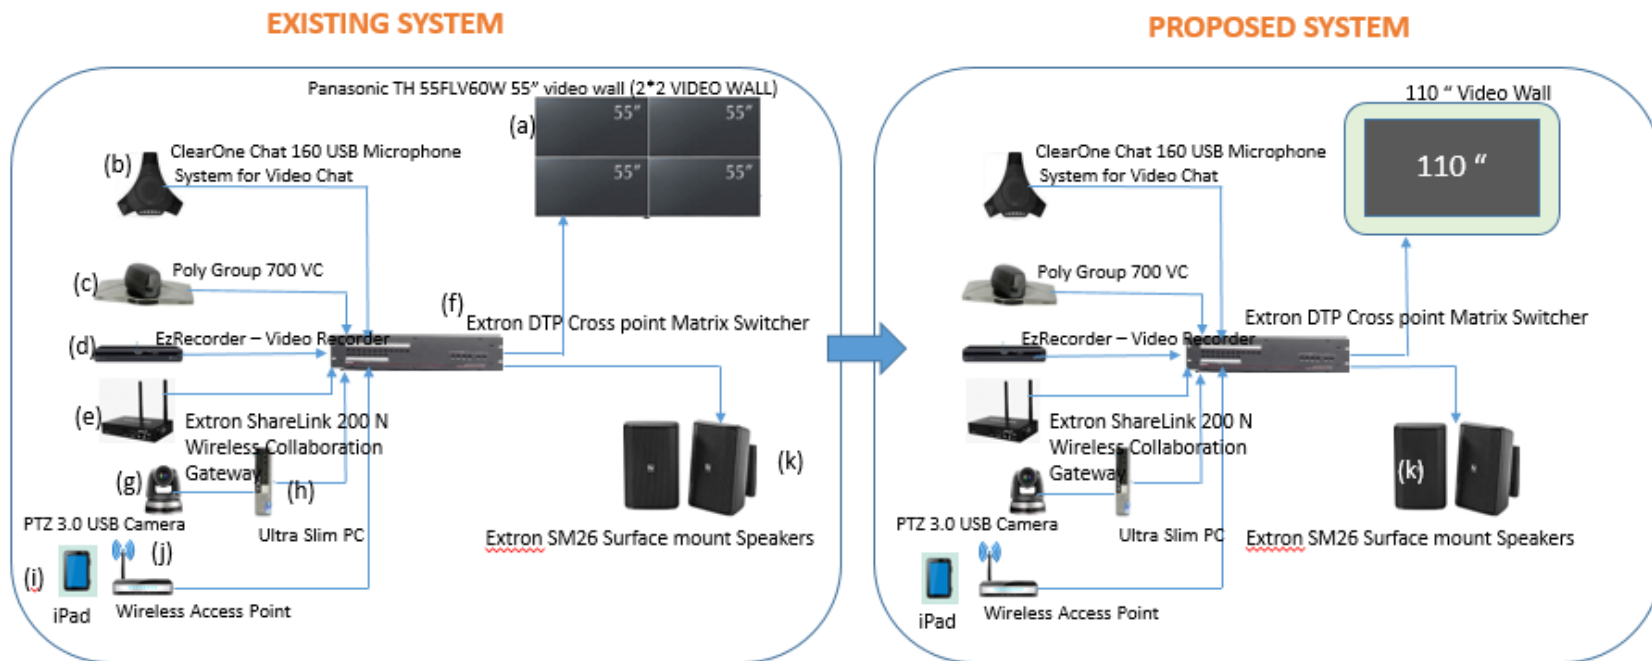 EXISTING SYSTEM
Panasonic TH 55FLV60W 55” video wall (2*2 VIDEO WALL)
(a)
55”
55”
55”
55”
(b)
ClearOne Chat 160 USB Microphone
System for Video Chat
(c)
Poly Group 700 VC
(f)
Extron DTP Cross point Matrix Switcher
(d)
EzRecorder – Video Recorder
(e)
Extron ShareLink 200 N
Wireless Collaboration
Gateway
(g)
(h)
(k)
PTZ 3.0 USB Camera
Ultra Slim PC
Extron SM26 Surface mount Speakers
(j)
(i)
iPad
Wireless Access Point
PROPOSED SYSTEM
110 “ Video Wall
110 “
ClearOne Chat 160 USB Microphone
System for Video Chat
Poly Group 700 VC
Extron DTP Cross point Matrix Switcher
EzRecorder – Video Recorder
Extron ShareLink 200 N
Wireless Collaboration
Gateway
(k)
PTZ 3.0 USB Camera
Ultra Slim PC
Extron SM26 Surface mount Speakers
iPad
Wireless Access Point